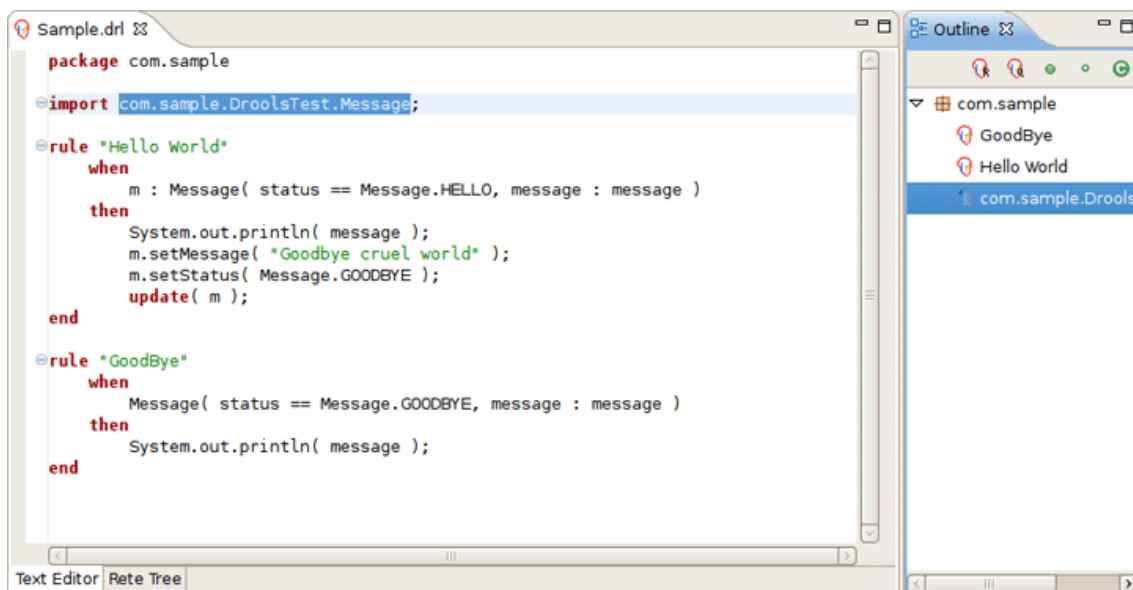 Sample.drl
package com.sample
import com.sample.DroolsTest.Message;
rule "Hello World"
when
m : Message( status == Message.HELLO, message : message )
then
System.out.println( message );
m.setMessage( "Goodbye cruel world" );
m.setStatus( Message.GOODBYE );
update( m );
end
rule "GoodBye"
when
Message( status == Message.GOODBYE, message : message )
then
System.out.println( message );
end
Text Editor Rete Tree
Outline
com.sample
GoodBye
Hello World
com.sample.Drools